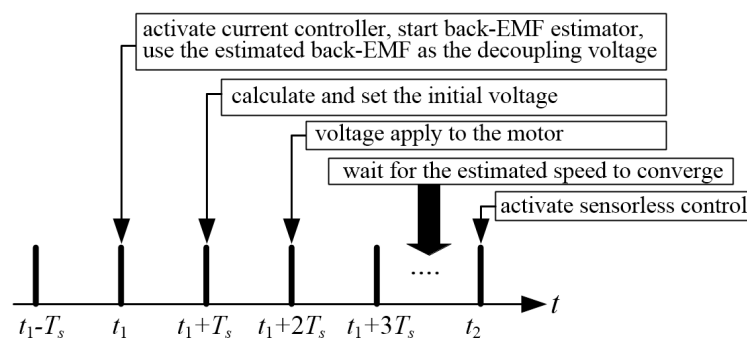 activate current controller, start back-EMF estimator,
use the estimated back-EMF as the decoupling voltage
calculate and set the initial voltage
voltage apply to the motor
wait for the estimated speed to converge
activate sensorless control
....
t
t₁-Tₛ t₁ t₁+Tₛ t₁+2Tₛ t₁+3Tₛ t₂